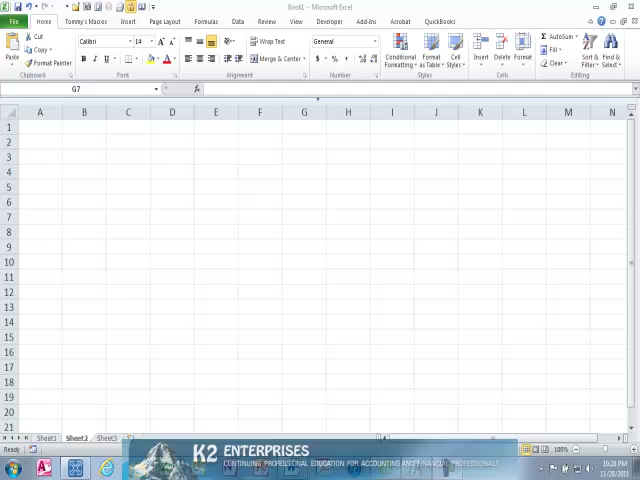 Book1 - Microsoft Excel
File Home Tommy's Macros Insert Page Layout Formulas Data Review View Developer Add-Ins Acrobat QuickBooks
Paste Cut Copy Format Painter Clipboard
Calibri 14 A A B I U A Font
Wrap Text Merge & Center Alignment
General $ % , Number
Conditional Formatting Format as Table Cell Styles Styles
Insert Delete Format Cells
Σ AutoSum Fill Clear Sort & Filter Find & Select Editing
G7 fx
A B C D E F G H I J K L M N
1
2
3
4
5
6
7
8
9
10
11
12
13
14
15
16
17
18
19
20
21
Sheet1 Sheet2 Sheet3
Ready 100%
K2 ENTERPRISES
CONTINUING PROFESSIONAL EDUCATION FOR ACCOUNTING AND FINANCIAL PROFESSIONALS
10:28 PM
11/28/2011